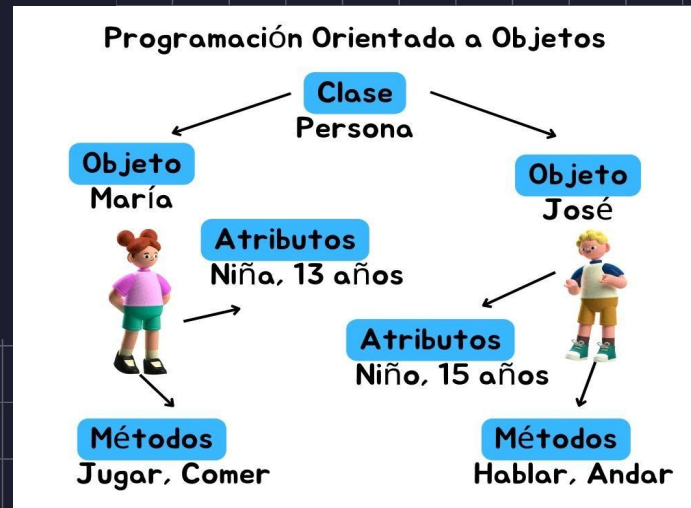 Programación Orientada a Objetos
Clase
Persona
Objeto
María
Objeto
José
Atributos
Niña, 13 años
Atributos
Niño, 15 años
Métodos
Jugar, Comer
Métodos
Hablar, Andar